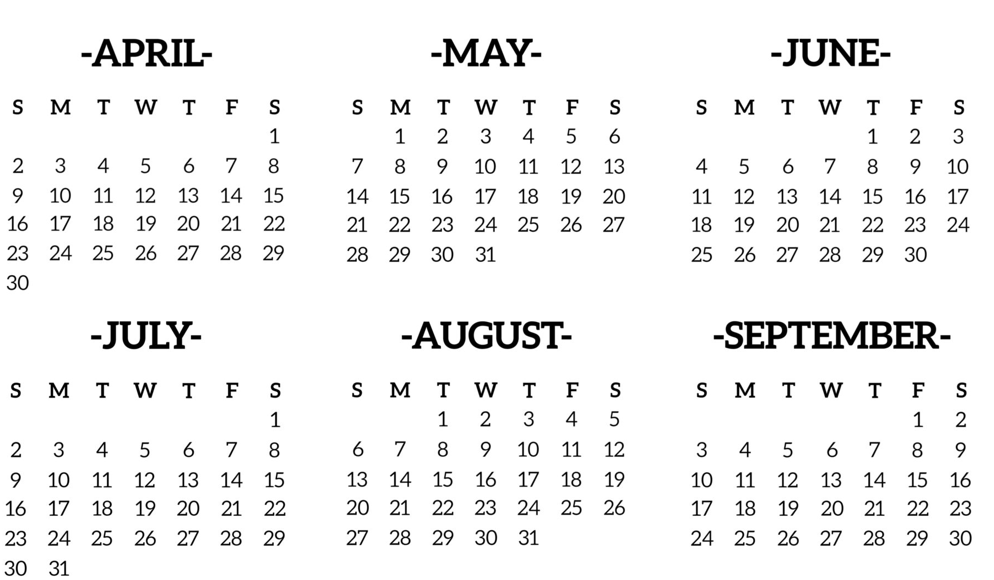 -APRIL- -MAY- -JUNE-
S M T W T F S S M T W T F S S M T W T F S
1 1 2 3 4 5 6 1 2 3
2 3 4 5 6 7 8 7 8 9 10 11 12 13 4 5 6 7 8 9 10
9 10 11 12 13 14 15 14 15 16 17 18 19 20 11 12 13 14 15 16 17
16 17 18 19 20 21 22 21 22 23 24 25 26 27 18 19 20 21 22 23 24
23 24 25 26 27 28 29 28 29 30 31 25 26 27 28 29 30
30
-JULY- -AUGUST- -SEPTEMBER-
S M T W T F S S M T W T F S S M T W T F S
1 1 2 3 4 5 1 2
2 3 4 5 6 7 8 6 7 8 9 10 11 12 3 4 5 6 7 8 9
9 10 11 12 13 14 15 13 14 15 16 17 18 19 10 11 12 13 14 15 16
16 17 18 19 20 21 22 20 21 22 23 24 25 26 17 18 19 20 21 22 23
23 24 25 26 27 28 29 27 28 29 30 31 24 25 26 27 28 29 30
30 31